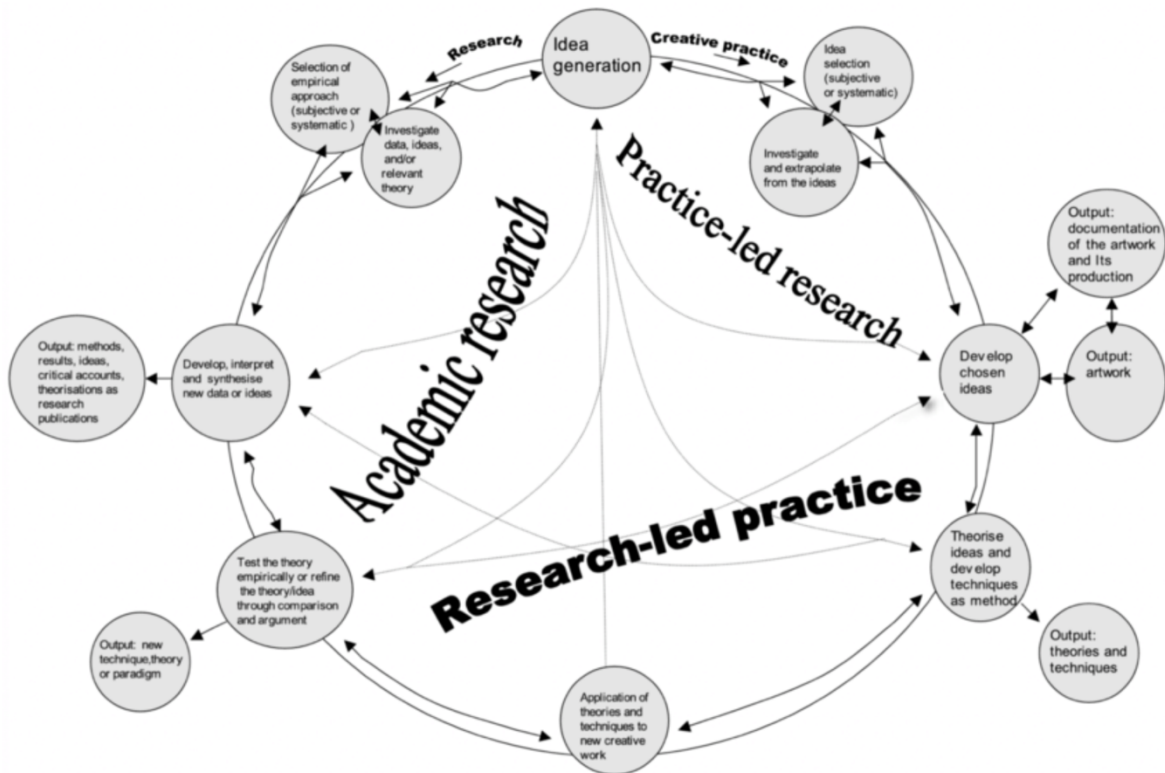 Research
Idea
generation
Creative practice
Idea
selection
(subjective
or systematic)
Selection of
empirical
approach
(subjective or
systematic )
Investigate
data, ideas,
and/or
relevant
theory
Investigate
and extrapolate
from the ideas
Practice-led research
Academic research
Output:
documentation
of the artwork
and Its
production
Output: methods,
results, ideas,
critical accounts,
theorisations as
research
publications
Develop, interpret
and synthesise
new data or ideas
Develop
chosen
ideas
Output:
artwork
Research-led practice
Test the theory
empirically or refine
the theory/idea
through comparison
and argument
Theorise
ideas and
develop
techniques
as method
Output: new
technique,theory
or paradigm
Output:
theories and
techniques
Application of
theories and
techniques to
new creative
work